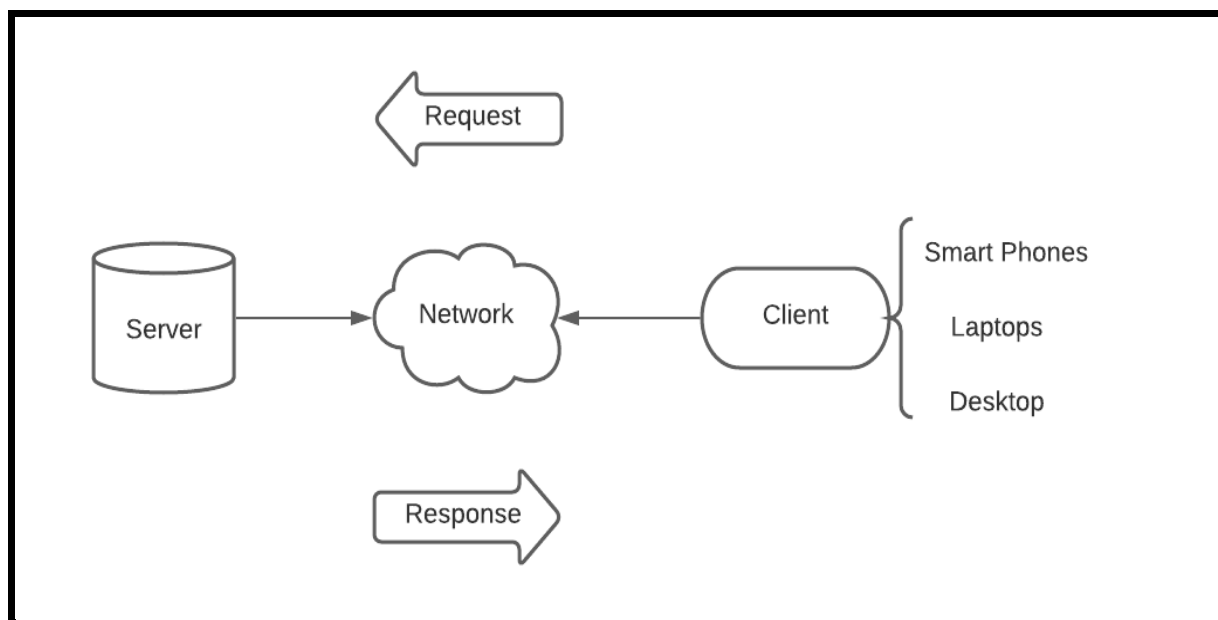 Request
Server
Network
Client
Smart Phones
Laptops
Desktop
Response